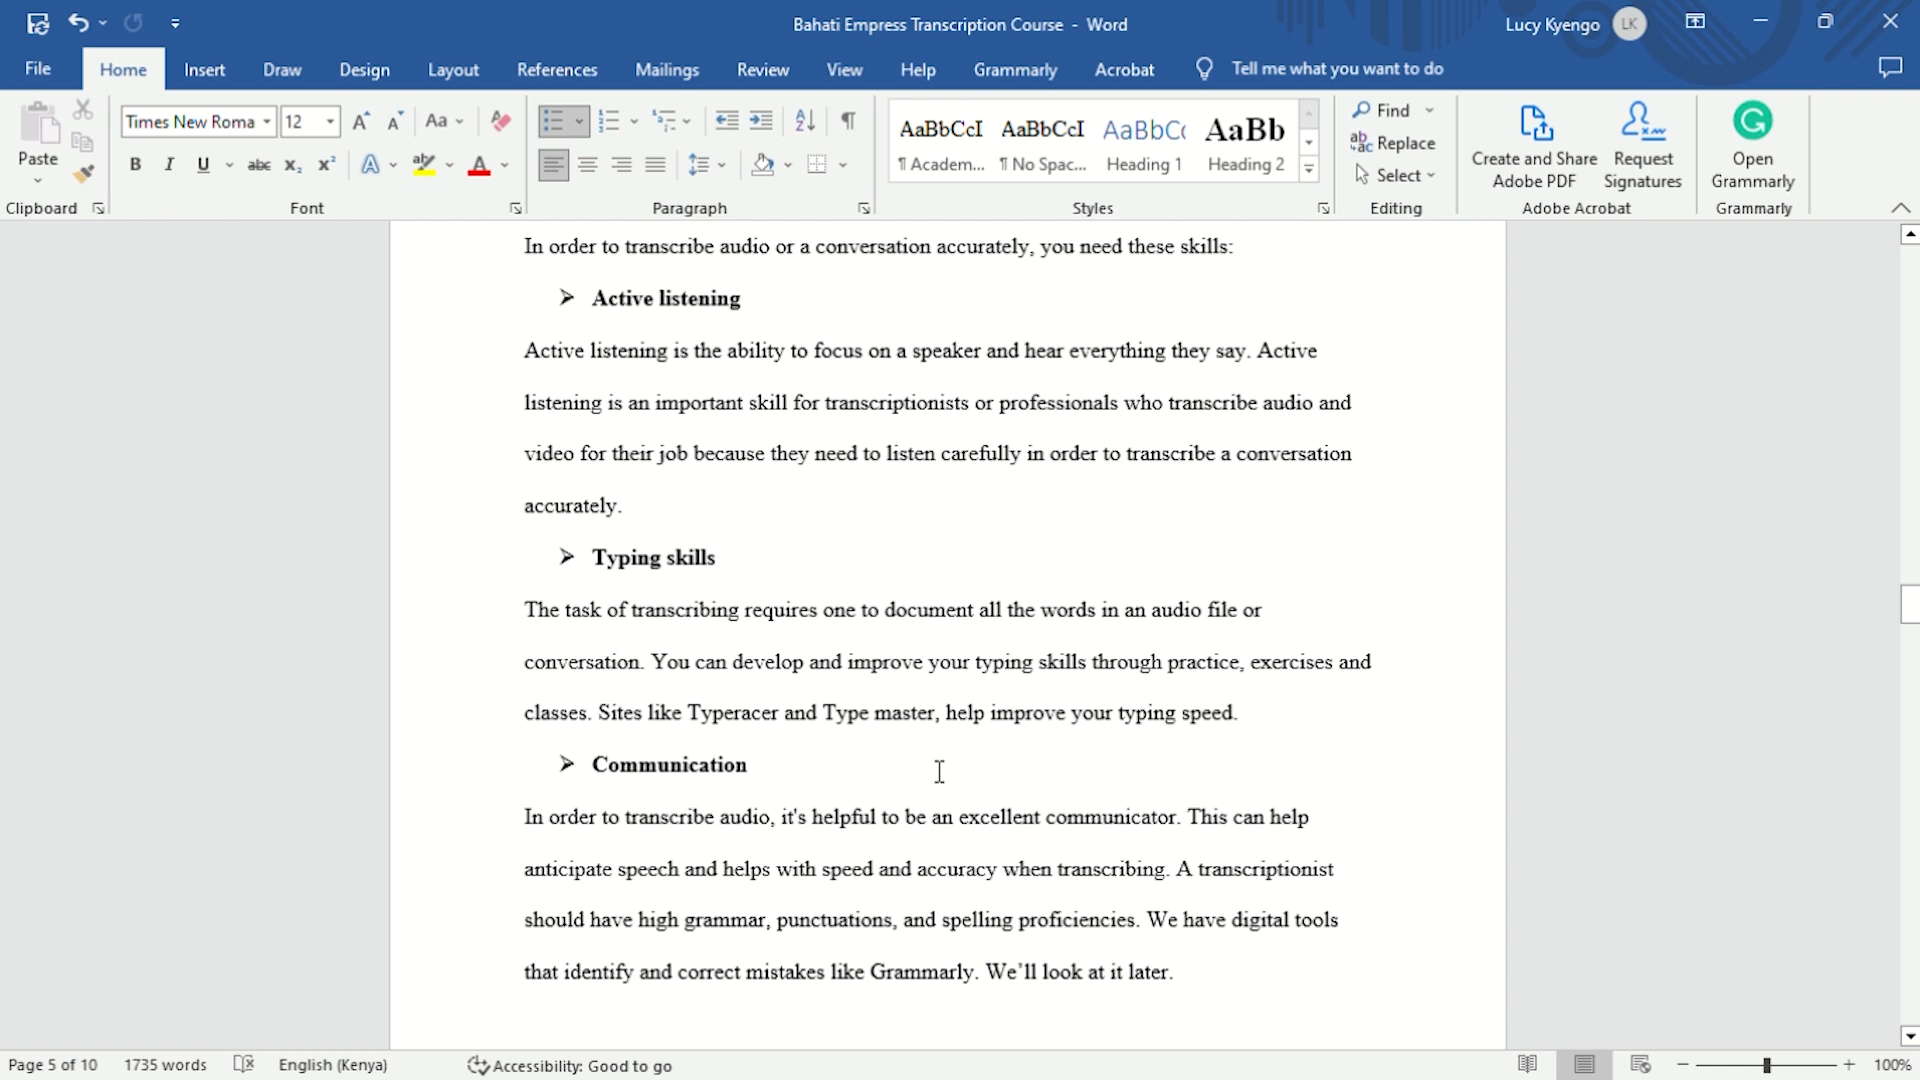 Bahati Empress Transcription Course - Word
Lucy Kyengo LK
File Home Insert Draw Design Layout References Mailings Review View Help Grammarly Acrobat Tell me what you want to do
Times New Roma 12 Aa
AaBbCcI AaBbCcI AaBbC AaBb
Find
Replace
Select
Paste
B I U abc x₂ x² A aby A
¶ Academ... ¶ No Spac... Heading 1 Heading 2
Create and Share
Adobe PDF
Request
Signatures
Open
Grammarly
Clipboard Font Paragraph Styles Editing Adobe Acrobat Grammarly
In order to transcribe audio or a conversation accurately, you need these skills:
➢ Active listening
Active listening is the ability to focus on a speaker and hear everything they say. Active
listening is an important skill for transcriptionists or professionals who transcribe audio and
video for their job because they need to listen carefully in order to transcribe a conversation
accurately.
➢ Typing skills
The task of transcribing requires one to document all the words in an audio file or
conversation. You can develop and improve your typing skills through practice, exercises and
classes. Sites like Typeracer and Type master, help improve your typing speed.
➢ Communication
In order to transcribe audio, it's helpful to be an excellent communicator. This can help
anticipate speech and helps with speed and accuracy when transcribing. A transcriptionist
should have high grammar, punctuations, and spelling proficiencies. We have digital tools
that identify and correct mistakes like Grammarly. We’ll look at it later.
Page 5 of 10 1735 words English (Kenya) Accessibility: Good to go 100%